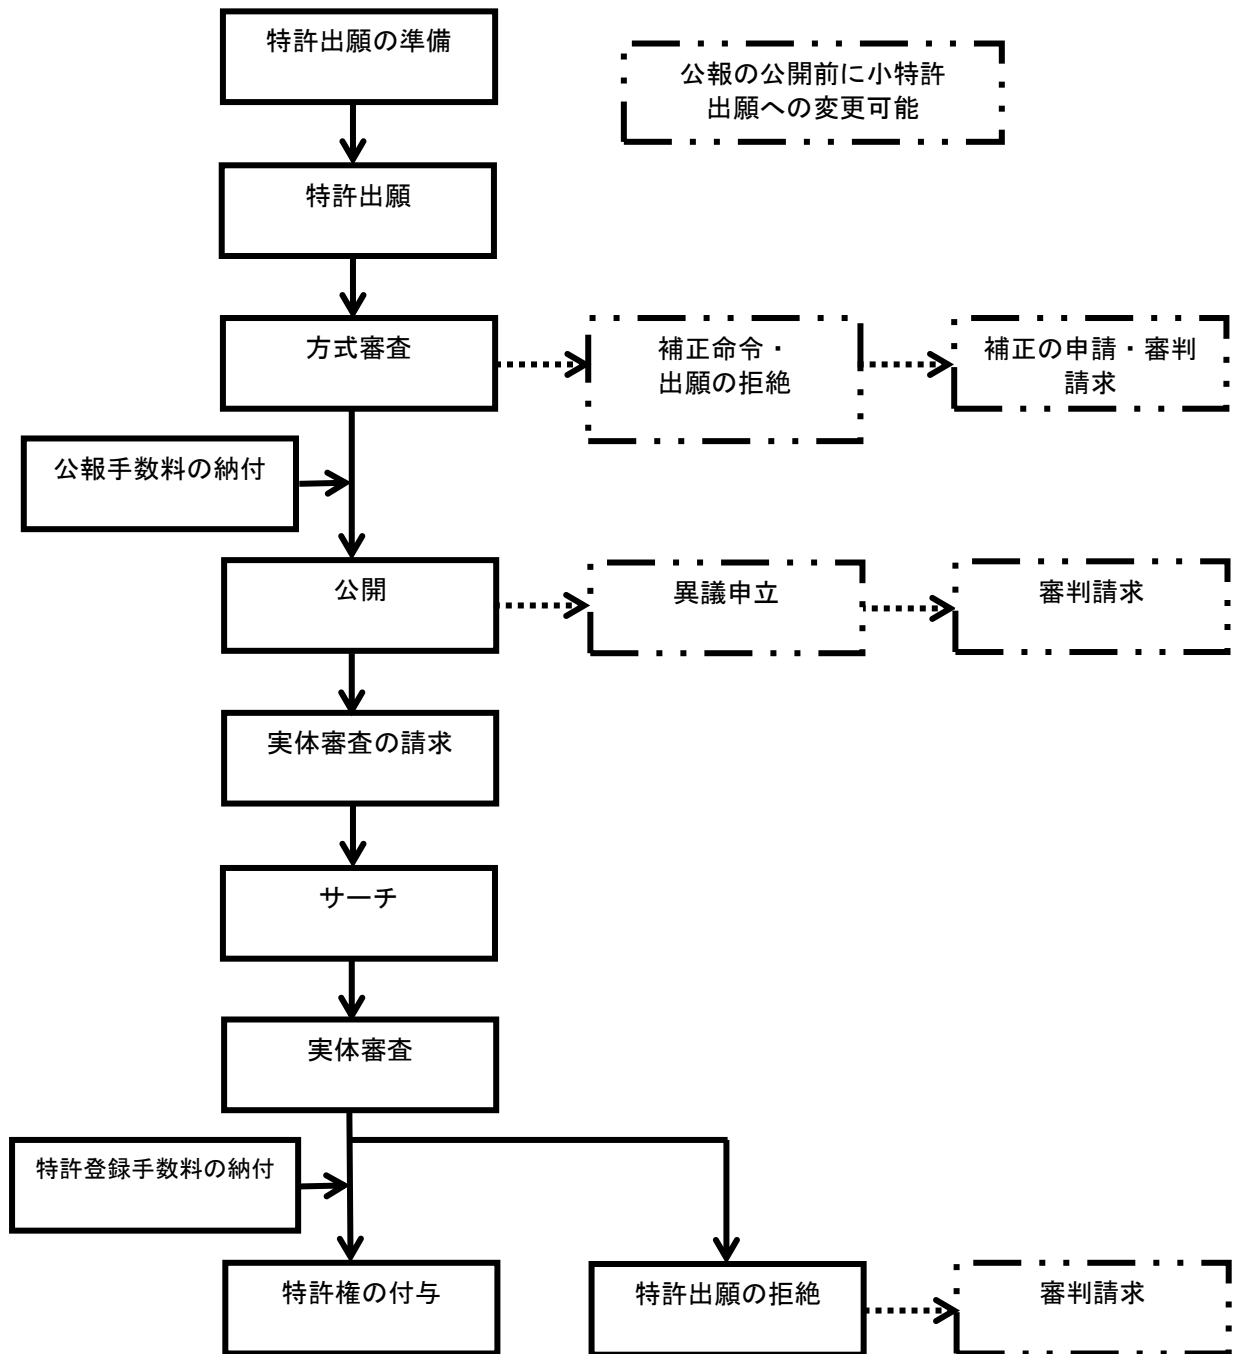 特許出願の準備
公報の公開前に小特許
出願への変更可能
特許出願
方式審査
補正命令・
出願の拒絶
補正の申請・審判
請求
公報手数料の納付
公開
異議申立
審判請求
実体審査の請求
サーチ
実体審査
特許登録手数料の納付
特許権の付与
特許出願の拒絶
審判請求